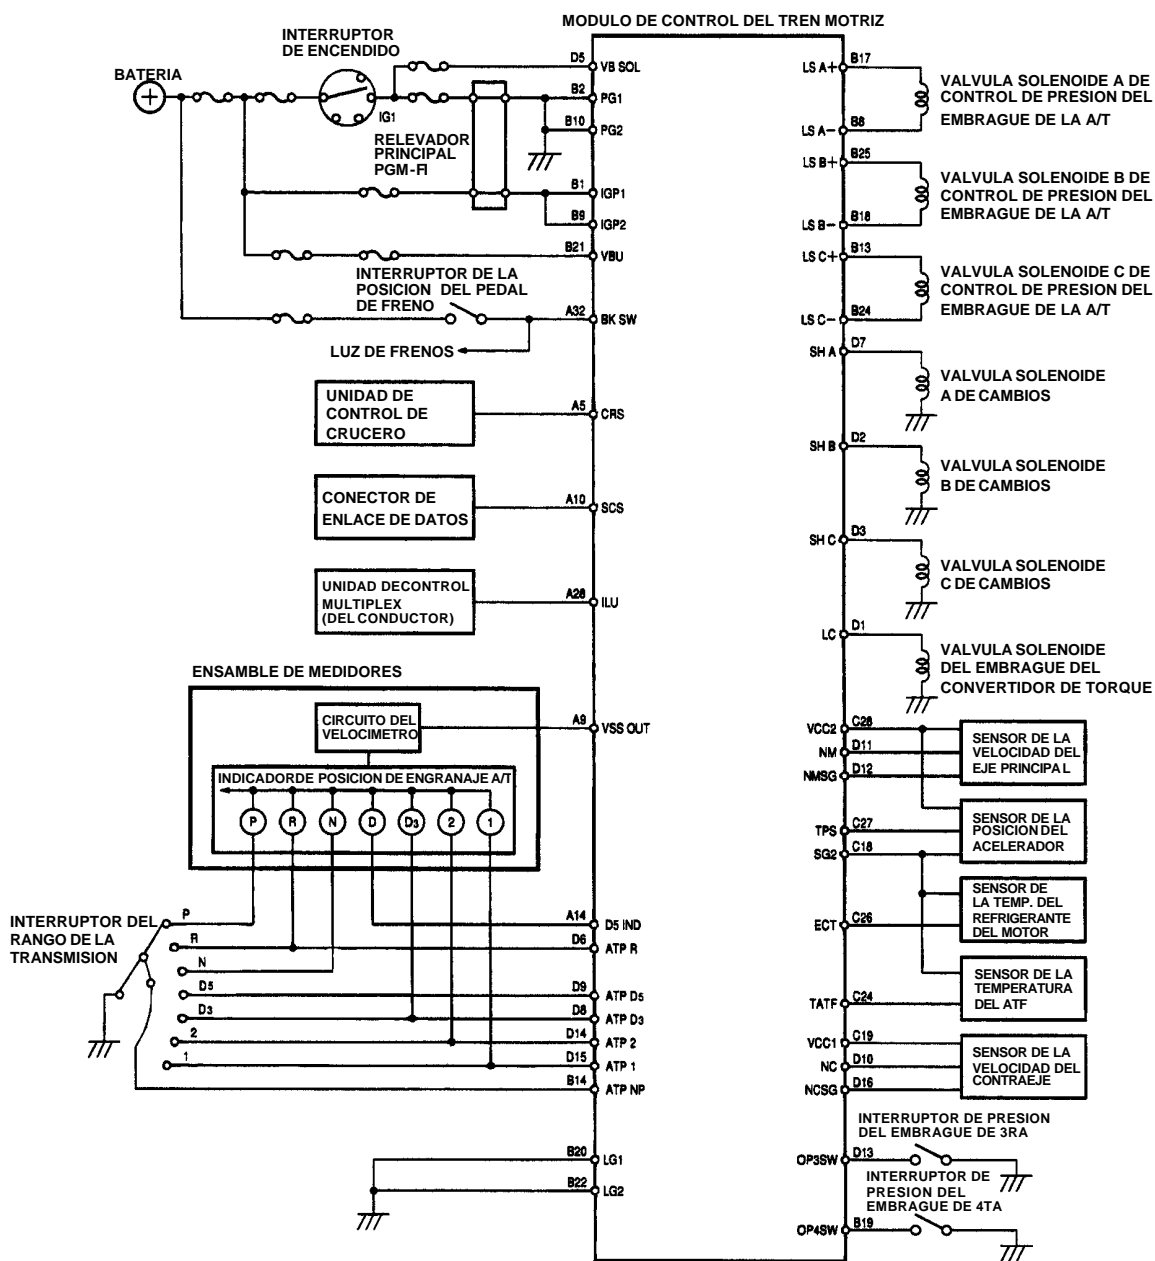 MODULO DE CONTROL DEL TREN MOTRIZ
INTERRUPTOR
DE ENCENDIDO
BATERIA
IG1
RELEVADOR
PRINCIPAL
PGM-FI
D5
VB SOL
B2
PG1
B10
PG2
B1
IGP1
B9
IGP2
B21
VBU
INTERRUPTOR DE LA
POSICION DEL PEDAL
DE FRENO
A32
BK SW
LUZ DE FRENOS
UNIDAD DE
CONTROL DE
CRUCERO
A5
CRS
CONECTOR DE
ENLACE DE DATOS
A10
SCS
UNIDAD DECONTROL
MULTIPLEX
(DEL CONDUCTOR)
A28
ILU
ENSAMBLE DE MEDIDORES
CIRCUITO DEL
VELOCIMETRO
A9
VSS OUT
INDICADORDE POSICION DE ENGRANAJE A/T
P
R
N
D
D3
2
1
INTERRUPTOR DEL
RANGO DE LA
TRANSMISION
P
A14
D5 IND
R
D6
ATP R
N
D5
D9
ATP D5
D3
D8
ATP D3
2
D14
ATP 2
1
D15
ATP 1
B14
ATP NP
B20
LG1
B22
LG2
LS A+
B17
LS A−
B8
VALVULA SOLENOIDE A DE
CONTROL DE PRESION DEL
EMBRAGUE DE LA A/T
LS B+
B25
LS B−
B18
VALVULA SOLENOIDE B DE
CONTROL DE PRESION DEL
EMBRAGUE DE LA A/T
LS C+
B13
LS C−
B24
VALVULA SOLENOIDE C DE
CONTROL DE PRESION DEL
EMBRAGUE DE LA A/T
SH A
D7
VALVULA SOLENOIDE
A DE CAMBIOS
SH B
D2
VALVULA SOLENOIDE
B DE CAMBIOS
SH C
D3
VALVULA SOLENOIDE
C DE CAMBIOS
LC
D1
VALVULA SOLENOIDE
DEL EMBRAGUE DEL
CONVERTIDOR DE TORQUE
VCC2
C28
NM
D11
NMSG
D12
SENSOR DE LA
VELOCIDAD DEL
EJE PRINCIPAL
TPS
C27
SG2
C18
SENSOR DE LA
POSICION DEL
ACELERADOR
ECT
C26
SENSOR DE
LA TEMP. DEL
REFRIGERANTE
DEL MOTOR
TATF
C24
SENSOR DE LA
TEMPERATURA
DEL ATF
VCC1
C19
NC
D10
NCSG
D16
SENSOR DE LA
VELOCIDAD DEL
CONTRAEJE
INTERRUPTOR DE PRESION
DEL EMBRAGUE DE 3RA
OP3SW
D13
INTERRUPTOR DE
PRESION DEL
EMBRAGUE DE 4TA
OP4SW
B19